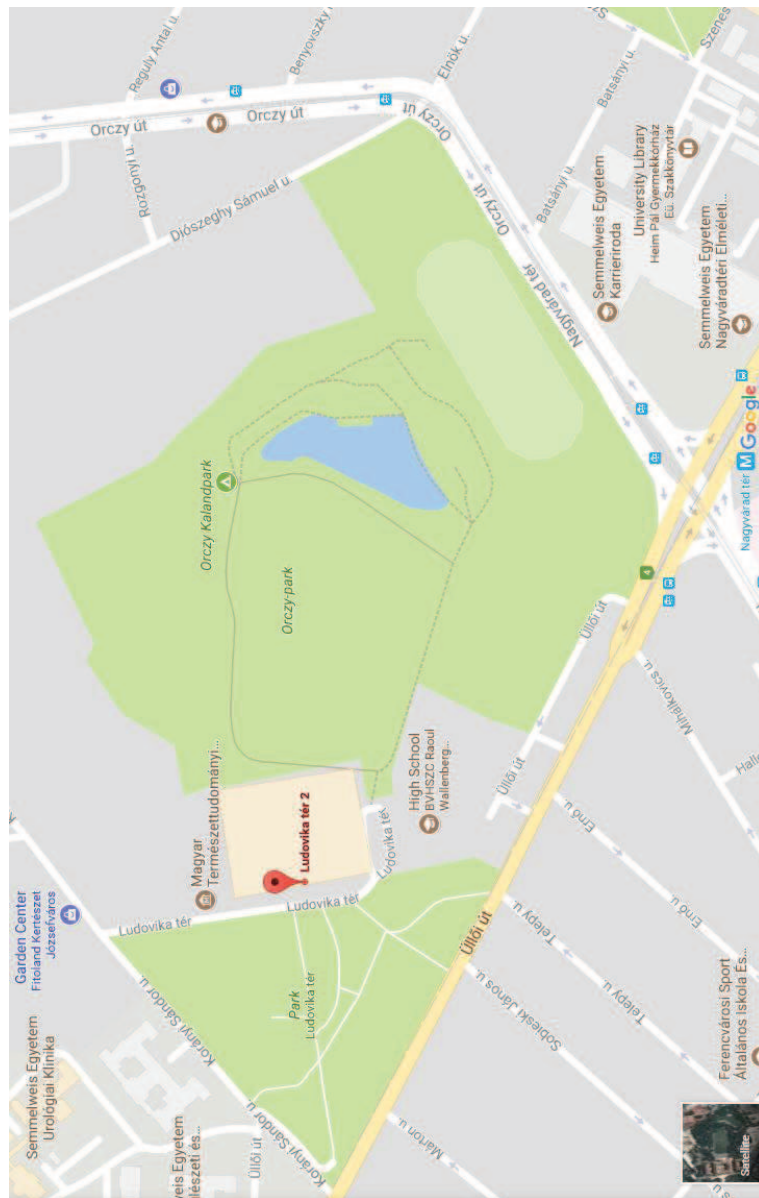 Reguly Antal u.
Benyovszky
Elnök u.
Szenes
Batsányi u.
Orczy út
Orczy út
Orczy út
Rozgonyi u.
Diószeghy Sámuel u.
Orczy út
Orczy út
Batsányi u.
University Library
Heim Pál Gyermekkórház
Eü. Szakkönyvtár
Semmelweis Egyetem
Karrieriroda
Nagyvárad tér
Semmelweis Egyetem
Nagyváradtéri Elméleti...
Orczy Kalandpark
Orczy-park
Nagyvárad tér
M
Google
4
Üllői út
Mihálkovics u.
Magyar
Természettudományi...
Ludovika tér 2
High School
BVHSZC Raoul
Wallenberg...
Ludovika tér
Üllői út
Ernő u.
Ernő u.
Garden Center
Fitoland Kertészet
Józsefváros
Ludovika tér
Ludovika tér
Üllői út
Telepy u.
Telepy u.
Park
Ludovika tér
Korányi Sándor u.
Sobieski János u.
Semmelweis Egyetem
Urológiai Klinika
Ferencvárosi Sport
Általános Iskola És...
Üllői út
Korányi Sándor u.
Márton u.
Satellite